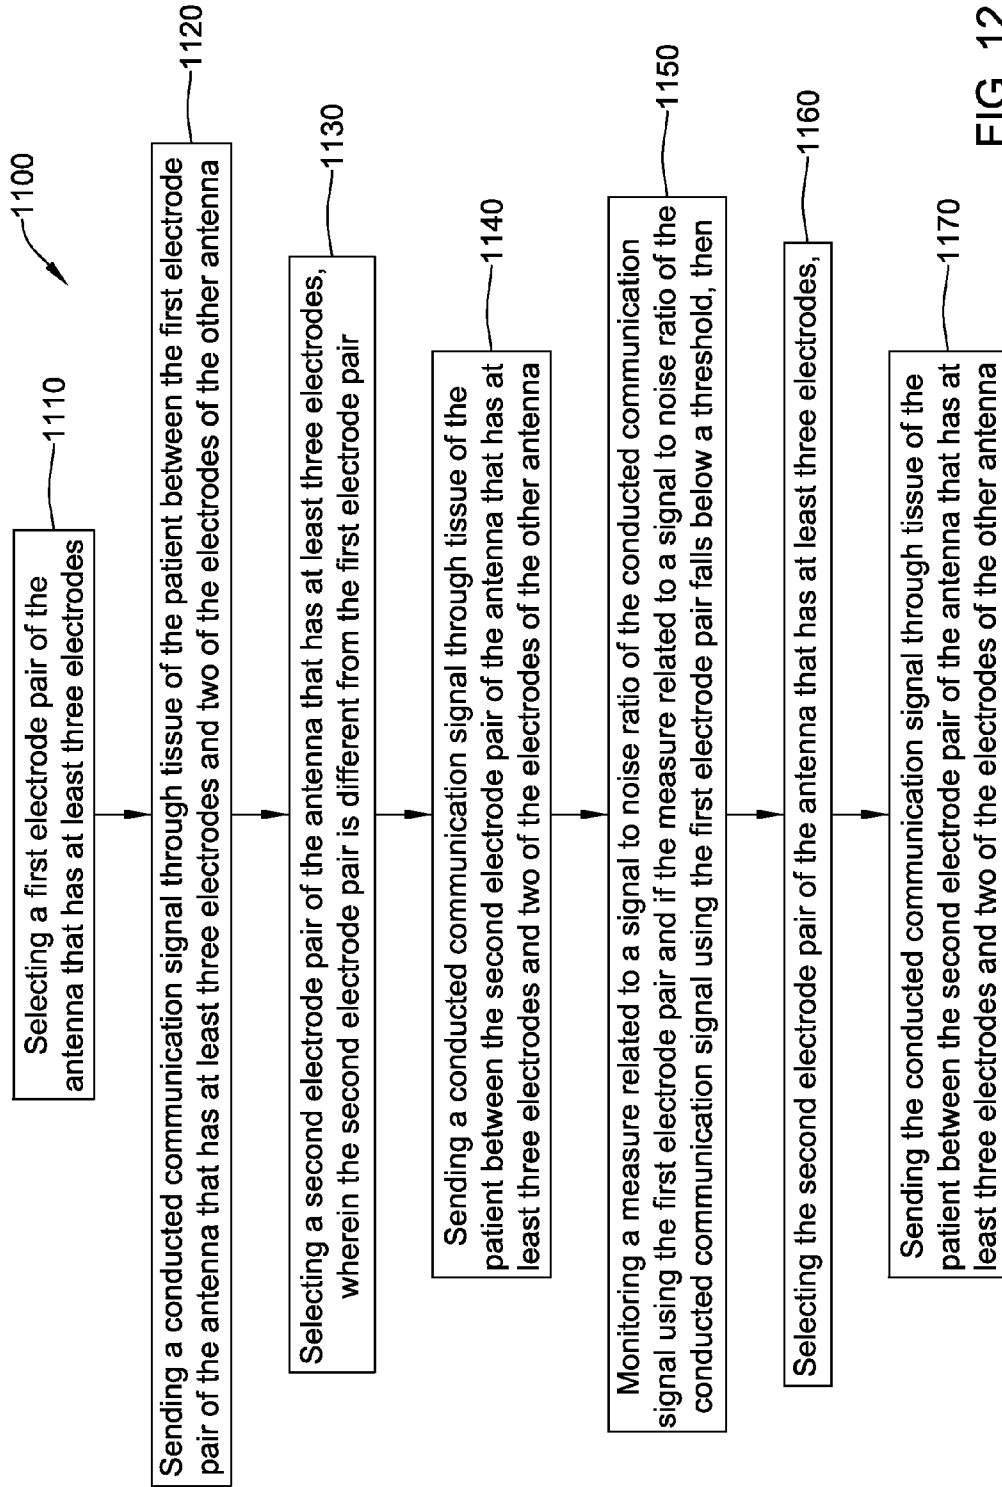 1100
Selecting a first electrode pair of the
antenna that has at least three electrodes
1110
Sending a conducted communication signal through tissue of the patient between the first electrode
pair of the antenna that has at least three electrodes and two of the electrodes of the other antenna
1120
Selecting a second electrode pair of the antenna that has at least three electrodes,
wherein the second electrode pair is different from the first electrode pair
1130
Sending a conducted communication signal through tissue of the
patient between the second electrode pair of the antenna that has at
least three electrodes and two of the electrodes of the other antenna
1140
Monitoring a measure related to a signal to noise ratio of the conducted communication
signal using the first electrode pair and if the measure related to a signal to noise ratio of the
conducted communication signal using the first electrode pair falls below a threshold, then
1150
Selecting the second electrode pair of the antenna that has at least three electrodes,
1160
Sending the conducted communication signal through tissue of the
patient between the second electrode pair of the antenna that has at
least three electrodes and two of the electrodes of the other antenna
1170
FIG. 12